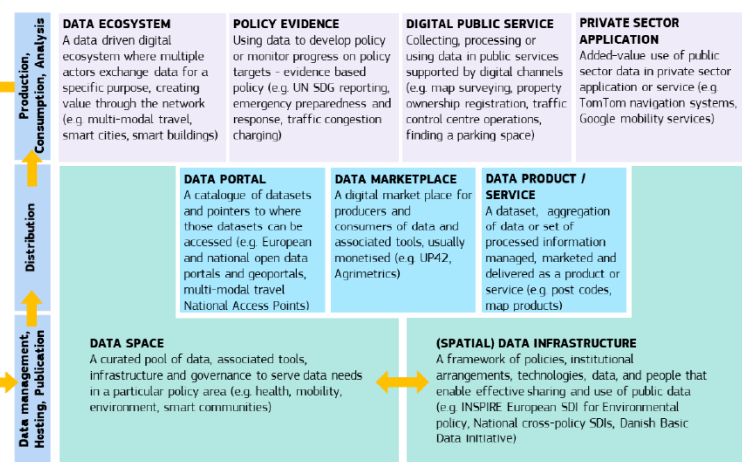 Production,
Consumption, Analysis
DATA ECOSYSTEM
A data driven digital
ecosystem where multiple
actors exchange data for a
specific purpose, creating
value through the network
(e.g. multi-modal travel,
smart cities, smart buildings)
POLICY EVIDENCE
Using data to develop policy
or monitor progress on policy
targets - evidence based
policy (e.g. UN SDG reporting,
emergency preparedness and
response, traffic congestion
charging)
DIGITAL PUBLIC SERVICE
Collecting, processing or
using data in public services
supported by digital channels
(e.g. map surveying, property
ownership registration, traffic
control centre operations,
finding a parking space)
PRIVATE SECTOR
APPLICATION
Added-value use of public
sector data in private sector
application or service (e.g.
TomTom navigation systems,
Google mobility services)
Distribution
DATA PORTAL
A catalogue of datasets
and pointers to where
those datasets can be
accessed (e.g. European
and national open data
portals and geoportals,
multi-modal travel
National Access Points)
DATA MARKETPLACE
A digital market place for
producers and
consumers of data and
associated tools, usually
monetised (e.g. UP42,
Agrimetrics)
DATA PRODUCT /
SERVICE
A dataset, aggregation
of data or set of
processed information
managed, marketed and
delivered as a product or
service (e.g. post codes,
map products)
Data management,
Hosting, Publication
DATA SPACE
A curated pool of data, associated tools,
infrastructure and governance to serve data needs
in a particular policy area (e.g. health, mobility,
environment, smart communities)
(SPATIAL) DATA INFRASTRUCTURE
A framework of policies, institutional
arrangements, technologies, data, and people that
enable effective sharing and use of public data
(e.g. INSPIRE European SDI for Environmental
policy, National cross-policy SDIs, Danish Basic
Data Initiative)